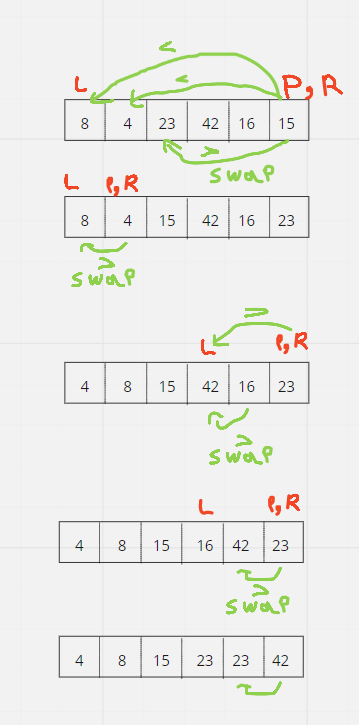 <
L < P, R
8 4 23 42 16 15
>
swap
L P, R
8 4 15 42 16 23
>
swap
>
L P, R
4 8 15 42 16 23
>
swap
L P, R
4 8 15 16 42 23
>
swap
4 8 15 23 23 42